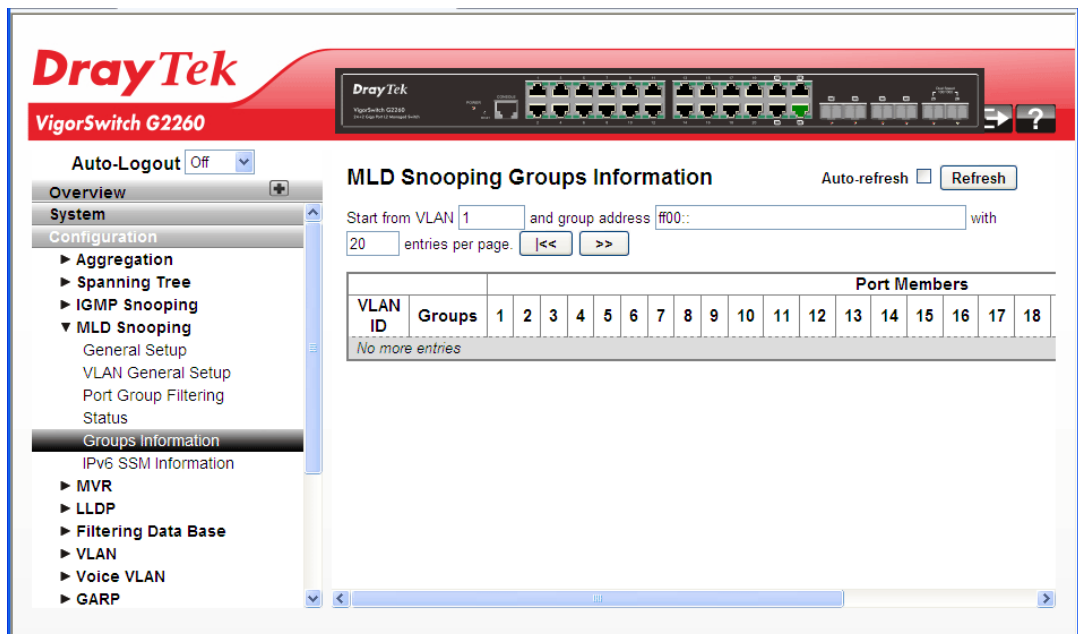 DrayTek
VigorSwitch G2260
DrayTek
VigorSwitch G2260
POWER
CONSOLE
Auto-Logout Off
Overview
System
Configuration
► Aggregation
► Spanning Tree
► IGMP Snooping
▼ MLD Snooping
General Setup
VLAN General Setup
Port Group Filtering
Status
Groups Information
IPv6 SSM Information
► MVR
► LLDP
► Filtering Data Base
► VLAN
► Voice VLAN
► GARP
?
MLD Snooping Groups Information
Auto-refresh Refresh
Start from VLAN 1 and group address ff00:: with
20 entries per page. |<< >>
Port Members
VLAN ID Groups 1 2 3 4 5 6 7 8 9 10 11 12 13 14 15 16 17 18
No more entries